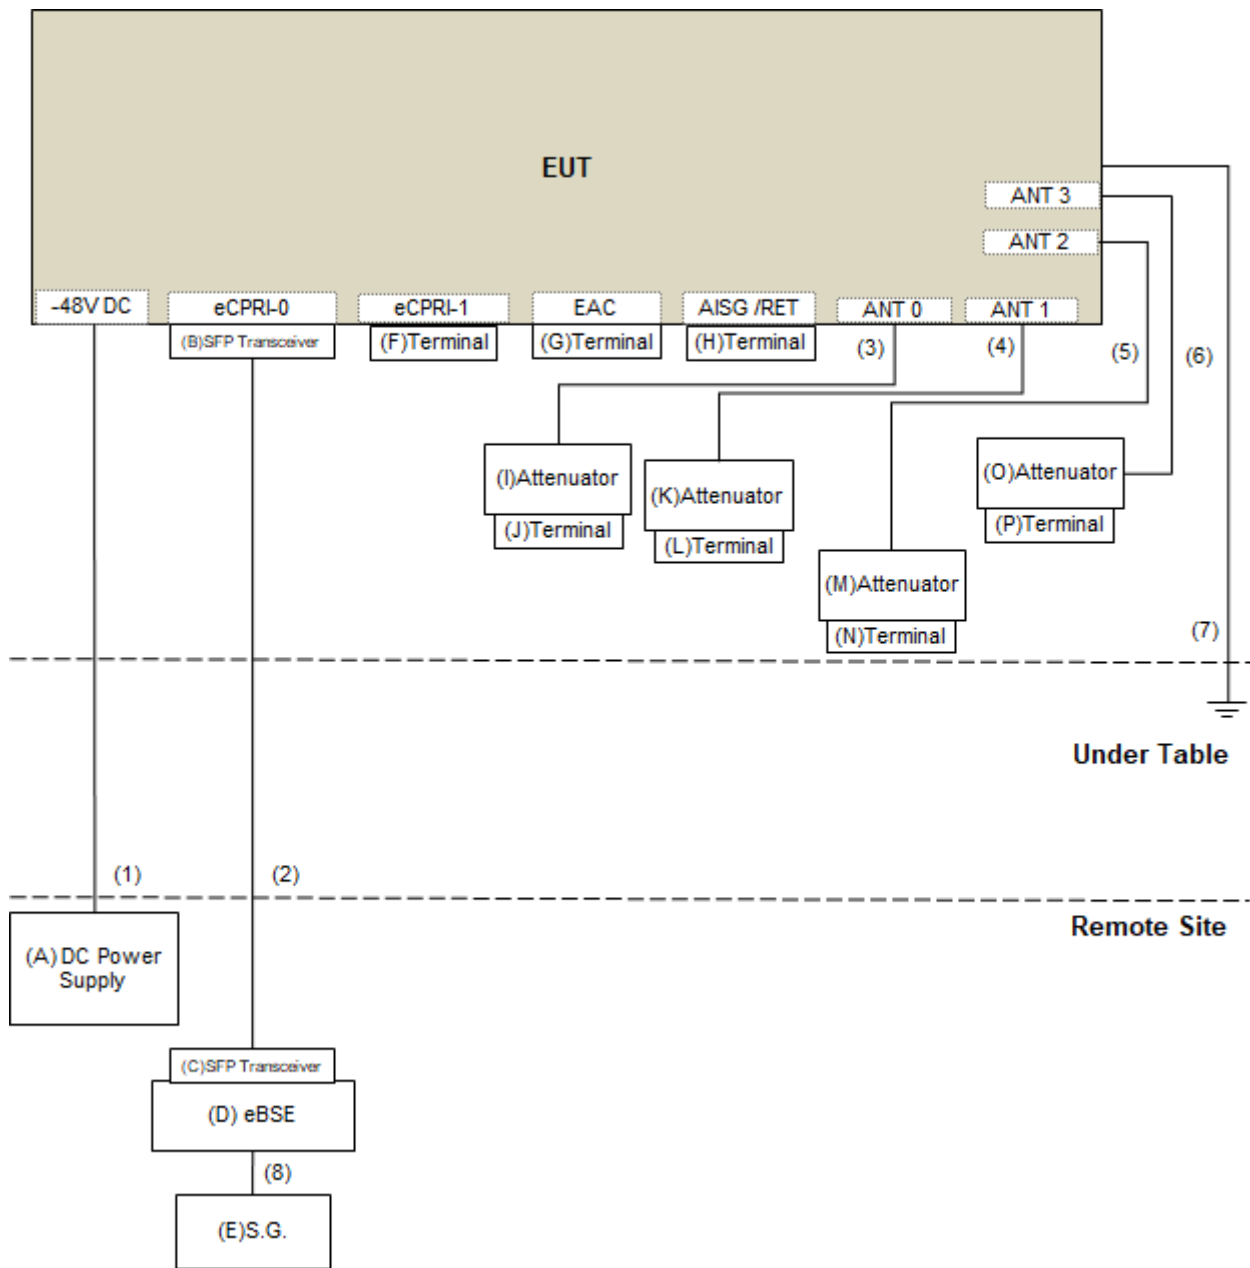 EUT
ANT 3
ANT 2
-48V DC
eCPRI-0
eCPRI-1
EAC
AISG /RET
ANT 0
ANT 1
(B)SFP Transceiver
(F)Terminal
(G)Terminal
(H)Terminal
(3)
(4)
(5)
(6)
(I)Attenuator
(J)Terminal
(K)Attenuator
(L)Terminal
(O)Attenuator
(P)Terminal
(M)Attenuator
(N)Terminal
(7)
Under Table
(1)
(2)
Remote Site
(A) DC Power
Supply
(C)SFP Transceiver
(D) eBSE
(8)
(E)S.G.